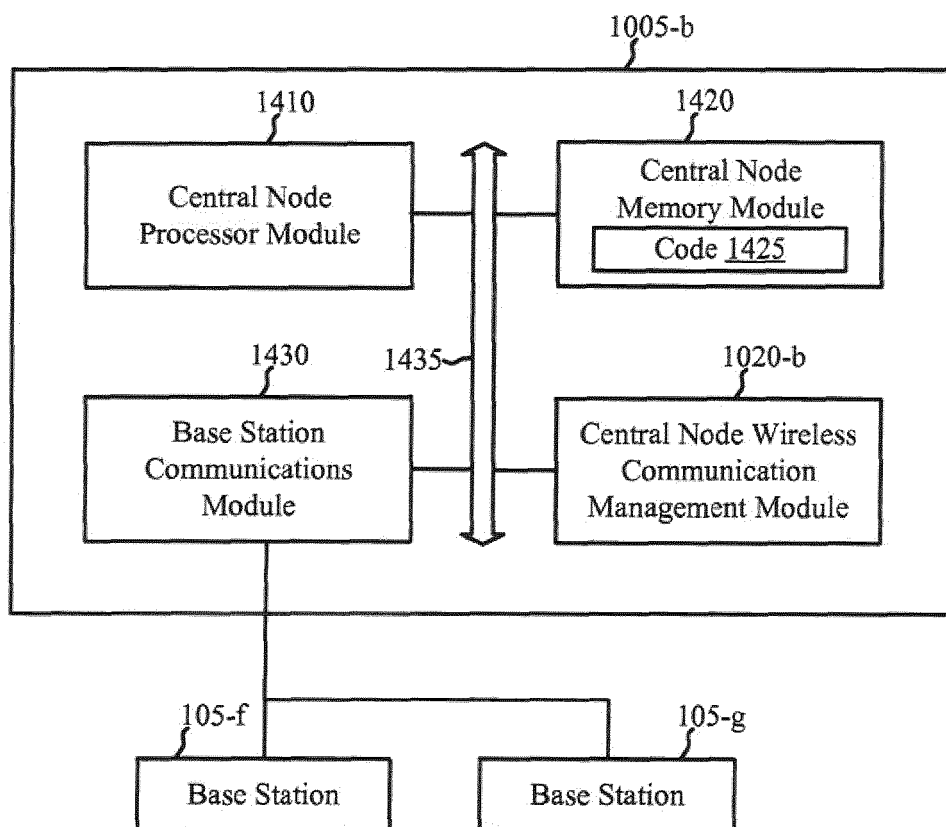 1005-b
1410
1420
Central Node
Processor Module
Central Node
Memory Module
Code 1425
1430
1435
1020-b
Base Station
Communications
Module
Central Node Wireless
Communication
Management Module
105-f
105-g
Base Station
Base Station